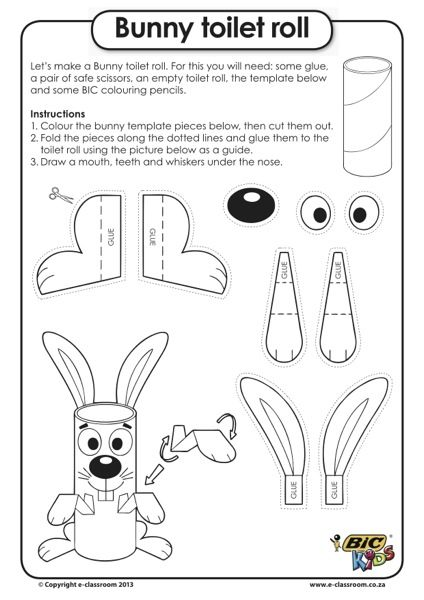 Bunny toilet roll
Let's make a Bunny toilet roll. For this you will need: some glue,
a pair of safe scissors, an empty toilet roll, the template below
and some BIC colouring pencils.
Instructions
1. Colour the bunny template pieces below, then cut them out.
2. Fold the pieces along the dotted lines and glue them to the
toilet roll using the picture below as a guide.
3. Draw a mouth, teeth and whiskers under the nose.
GLUE
GLUE
GLUE
GLUE
GLUE
GLUE
BIC
KIDS
© Copyright e-classroom 2013
www.e-classroom.co.za